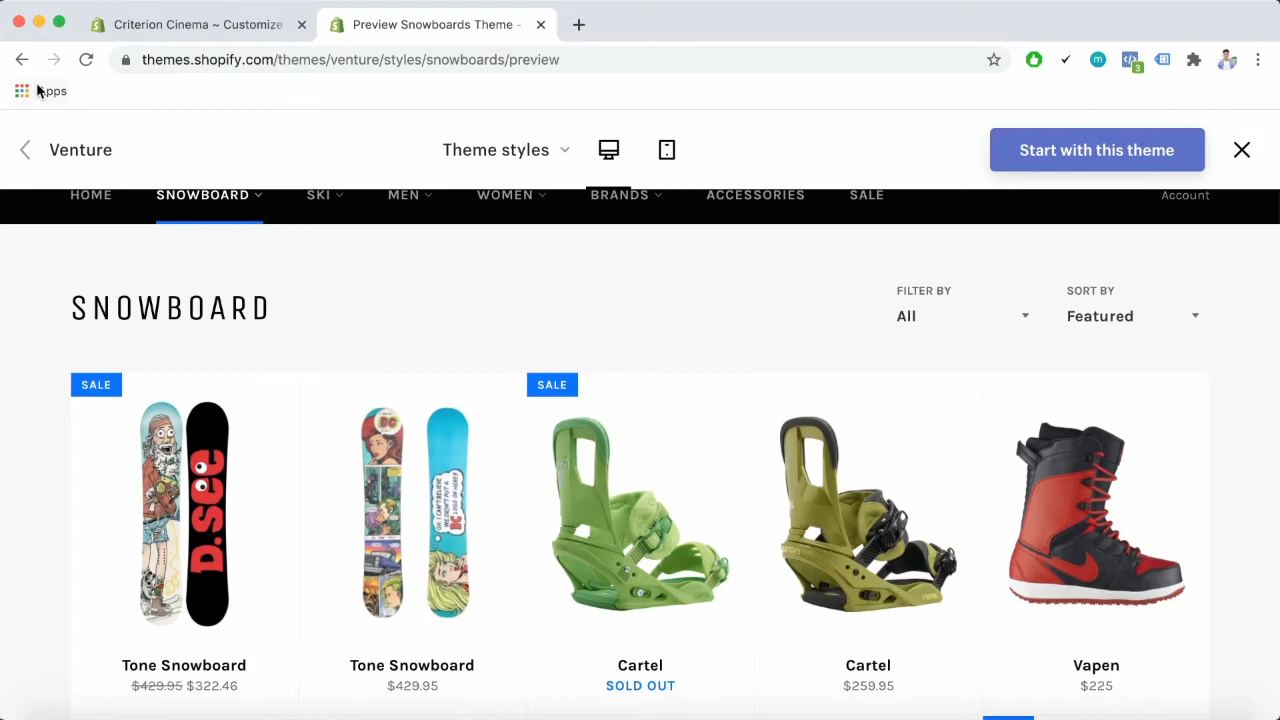 Criterion Cinema ~ Customize
Preview Snowboards Theme -
themes.shopify.com/themes/venture/styles/snowboards/preview
3
Apps
Venture
Theme styles
Start with this theme
HOME
SNOWBOARD
SKI
MEN
WOMEN
BRANDS
ACCESSORIES
SALE
Account
SNOWBOARD
FILTER BY
All
SORT BY
Featured
SALE
SALE
D.see
Tone Snowboard
$429.95 $322.46
Tone Snowboard
$429.95
Cartel
SOLD OUT
Cartel
$259.95
Vapen
$225